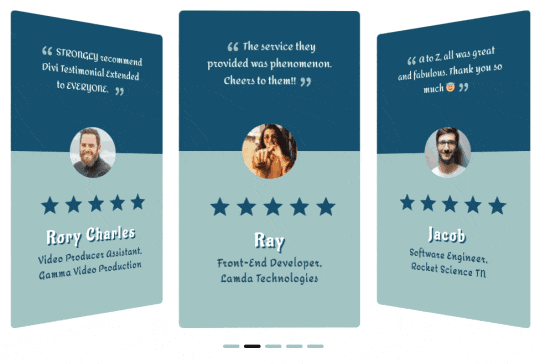 “ STRONGLY recommend
Divi Testimonial Extended
to EVERYONE. ”
Rory Charles
Video Producer Assistant,
Gamma Video Production
“ The service they
provided was phenomenon.
Cheers to them!! ”
Ray
Front-End Developer,
Lamda Technologies
“ A to Z, all was great
and fabulous. Thank you so
much 😇 ”
Jacob
Software Engineer,
Rocket Science TN